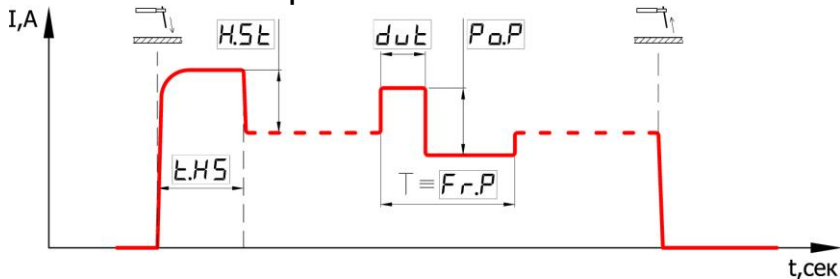 I,A
H.St
dut
Po.P
t.HS
T = Fr.P
t,сек